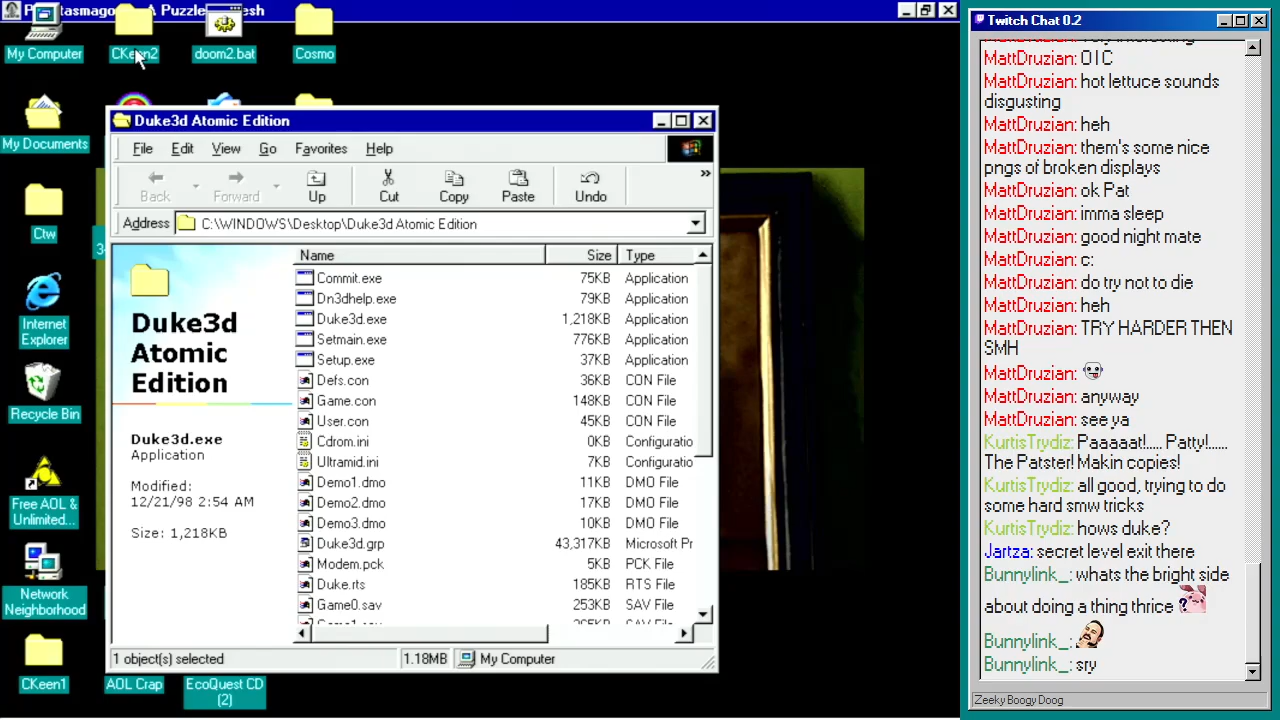 A Puzzle
esh
My Computer
CKeen2
doom2.bat
Cosmo
My Documents
Ctw
Internet
Explorer
Recycle Bin
Free AOL &
Unlimited...
Network
Neighborhood
CKeen1
AOL Crap
EcoQuest CD
(2)
Duke3d Atomic Edition
File Edit View Go Favorites Help
Back Forward Up Cut Copy Paste Undo »
Address C:\WINDOWS\Desktop\Duke3d Atomic Edition
Duke3d
Atomic
Edition
Duke3d.exe
Application
Modified:
12/21/98 2:54 AM
Size: 1,218KB
Name Size Type
Commit.exe 75KB Application
Dn3dhelp.exe 79KB Application
Duke3d.exe 1,218KB Application
Setmain.exe 776KB Application
Setup.exe 37KB Application
Defs.con 36KB CON File
Game.con 148KB CON File
User.con 45KB CON File
Cdrom.ini 0KB Configuratio
Ultramid.ini 7KB Configuratio
Demo1.dmo 11KB DMO File
Demo2.dmo 17KB DMO File
Demo3.dmo 10KB DMO File
Duke3d.grp 43,317KB Microsoft Pr
Modem.pck 5KB PCK File
Duke.rts 185KB RTS File
Game0.sav 253KB SAV File
1 object(s) selected 1.18MB My Computer
Twitch Chat 0.2
MattDruzian: O I C
MattDruzian: hot lettuce sounds
disgusting
MattDruzian: heh
MattDruzian: them's some nice
pngs of broken displays
MattDruzian: ok Pat
MattDruzian: imma sleep
MattDruzian: good night mate
MattDruzian: c:
MattDruzian: do try not to die
MattDruzian: heh
MattDruzian: TRY HARDER THEN
SMH
MattDruzian:
MattDruzian: anyway
MattDruzian: see ya
KurtisTrydiz: Paaaaat!..... Patty!......
The Patster! Makin copies!
KurtisTrydiz: all good, trying to do
some hard smw tricks
KurtisTrydiz: hows duke?
Jartza: secret level exit there
Bunnylink_: whats the bright side
about doing a thing thrice
Bunnylink_:
Bunnylink_: sry
Zeeky Boogy Doog